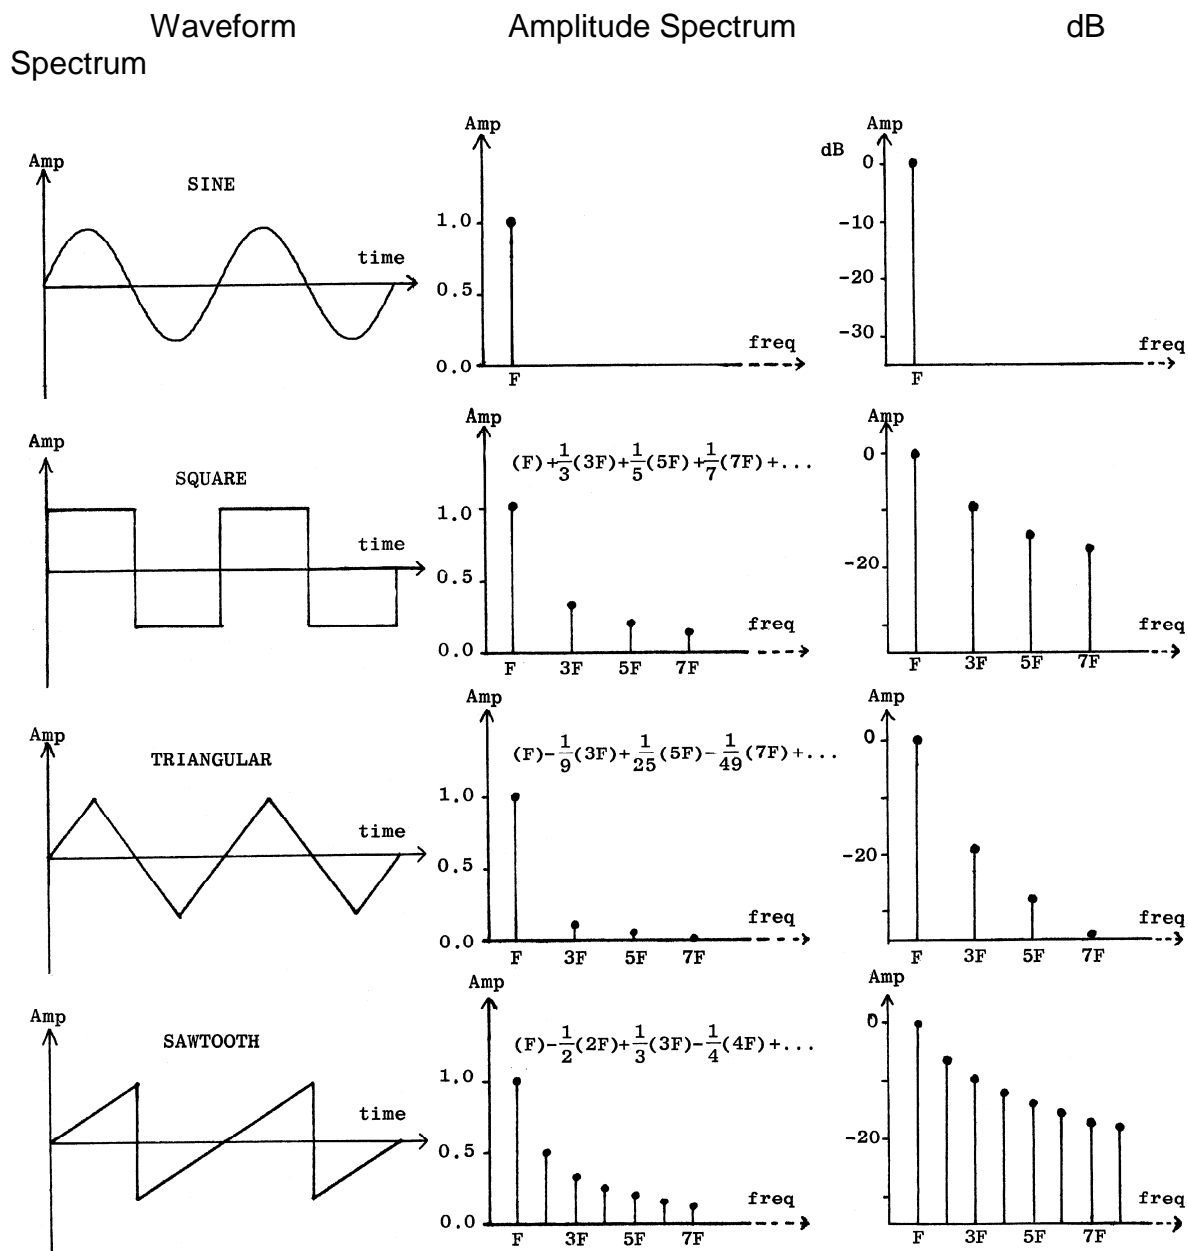 Waveform Amplitude Spectrum dB
Spectrum
Amp
SINE
time
Amp
1.0
0.5
0.0
F
freq
Amp
dB
0
-10
-20
-30
F
freq
Amp
SQUARE
time
Amp
(F)+1/3(3F)+1/5(5F)+1/7(7F)+...
1.0
0.5
0.0
F 3F 5F 7F
freq
Amp
0
-20
F 3F 5F 7F
freq
Amp
TRIANGULAR
time
Amp
(F)-1/9(3F)+1/25(5F)-1/49(7F)+...
1.0
0.5
0.0
F 3F 5F 7F
freq
Amp
0
-20
F 3F 5F 7F
freq
Amp
SAWTOOTH
time
Amp
(F)-1/2(2F)+1/3(3F)-1/4(4F)+...
1.0
0.5
0.0
F 3F 5F 7F
freq
Amp
0
-20
F 3F 5F 7F
freq